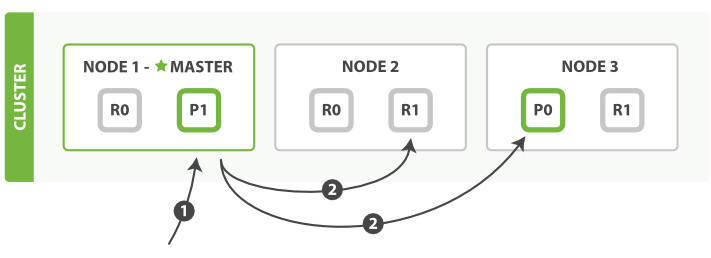 CLUSTER
NODE 1 - ★ MASTER
R0 P1
NODE 2
R0 R1
NODE 3
P0 R1
1
2
2